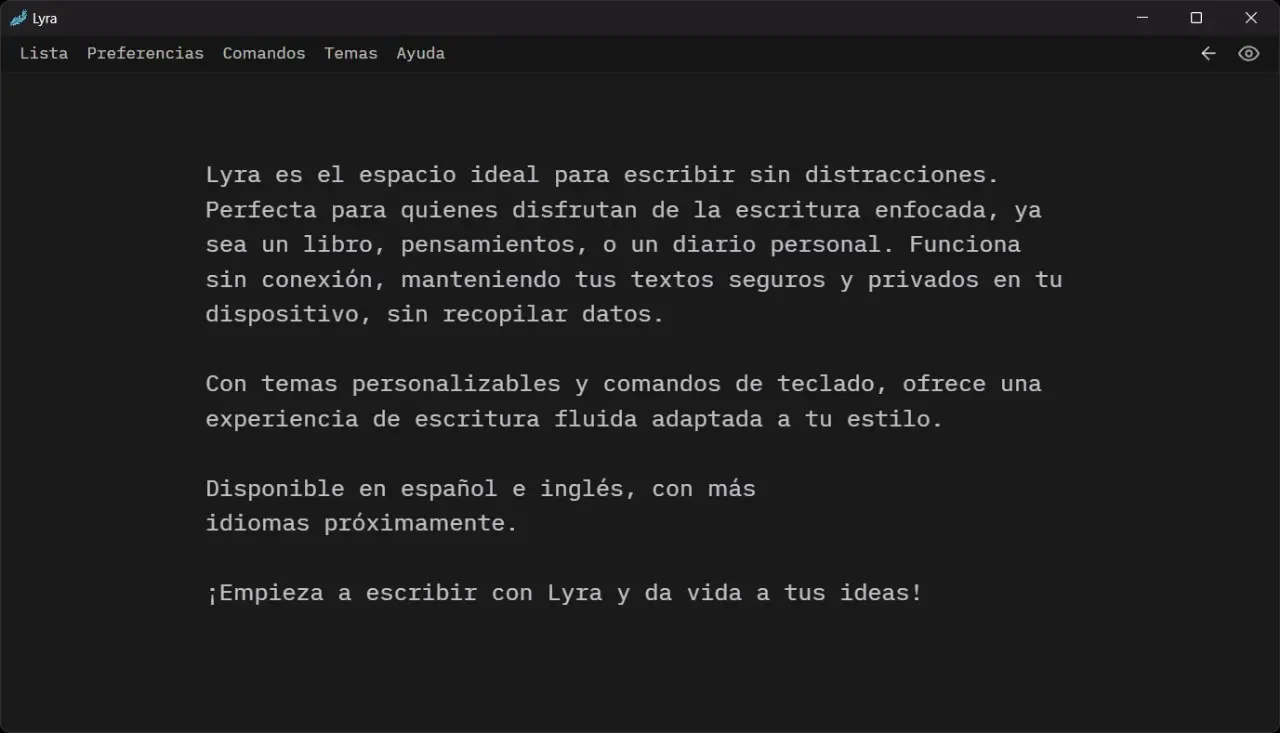 Lyra
Lista Preferencias Comandos Temas Ayuda
Lyra es el espacio ideal para escribir sin distracciones.
Perfecta para quienes disfrutan de la escritura enfocada, ya
sea un libro, pensamientos, o un diario personal. Funciona
sin conexión, manteniendo tus textos seguros y privados en tu
dispositivo, sin recopilar datos.
Con temas personalizables y comandos de teclado, ofrece una
experiencia de escritura fluida adaptada a tu estilo.
Disponible en español e inglés, con más
idiomas próximamente.
¡Empieza a escribir con Lyra y da vida a tus ideas!